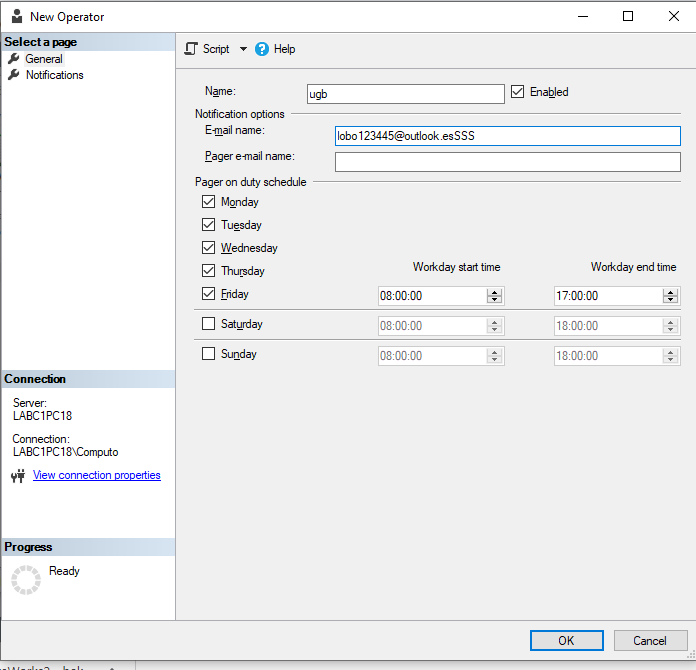 New Operator
Select a page
General
Notifications
Script
Help
Name:
ugb
Enabled
Notification options
E-mail name:
lobo123445@outlook.esSSS
Pager e-mail name:
Pager on duty schedule
Monday
Tuesday
Wednesday
Thursday
Workday start time
Workday end time
Friday
08:00:00
17:00:00
Saturday
08:00:00
18:00:00
Sunday
08:00:00
18:00:00
Connection
Server:
LABC1PC18
Connection:
LABC1PC18\Computo
View connection properties
Progress
Ready
OK
Cancel